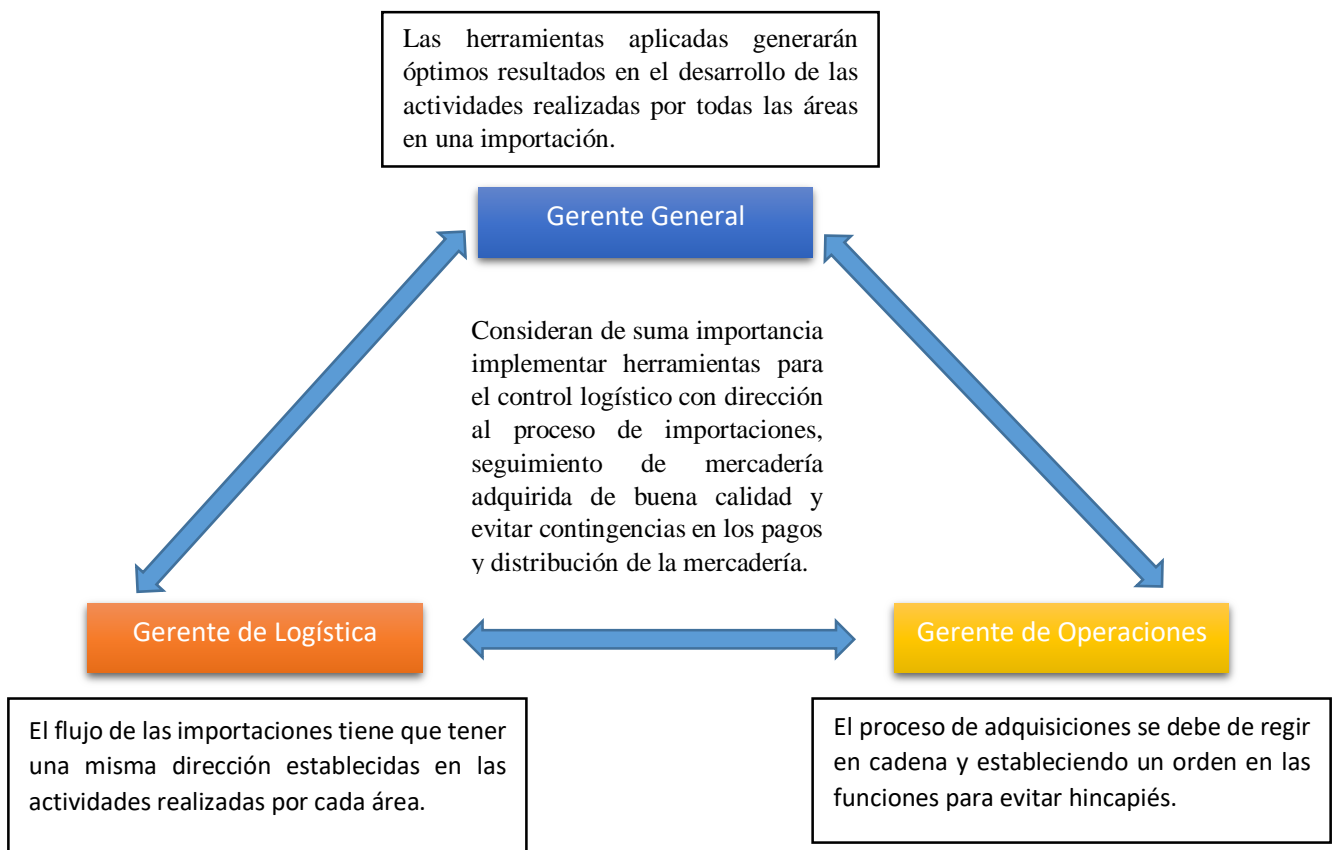 Las herramientas aplicadas generarán
óptimos resultados en el desarrollo de las
actividades realizadas por todas las áreas
en una importación.
Gerente General
Consideran de suma importancia
implementar herramientas para
el control logístico con dirección
al proceso de importaciones,
seguimiento de mercadería
adquirida de buena calidad y
evitar contingencias en los pagos
y distribución de la mercadería.
Gerente de Logística
Gerente de Operaciones
El flujo de las importaciones tiene que tener
una misma dirección establecidas en las
actividades realizadas por cada área.
El proceso de adquisiciones se debe de regir
en cadena y estableciendo un orden en las
funciones para evitar hincapiés.